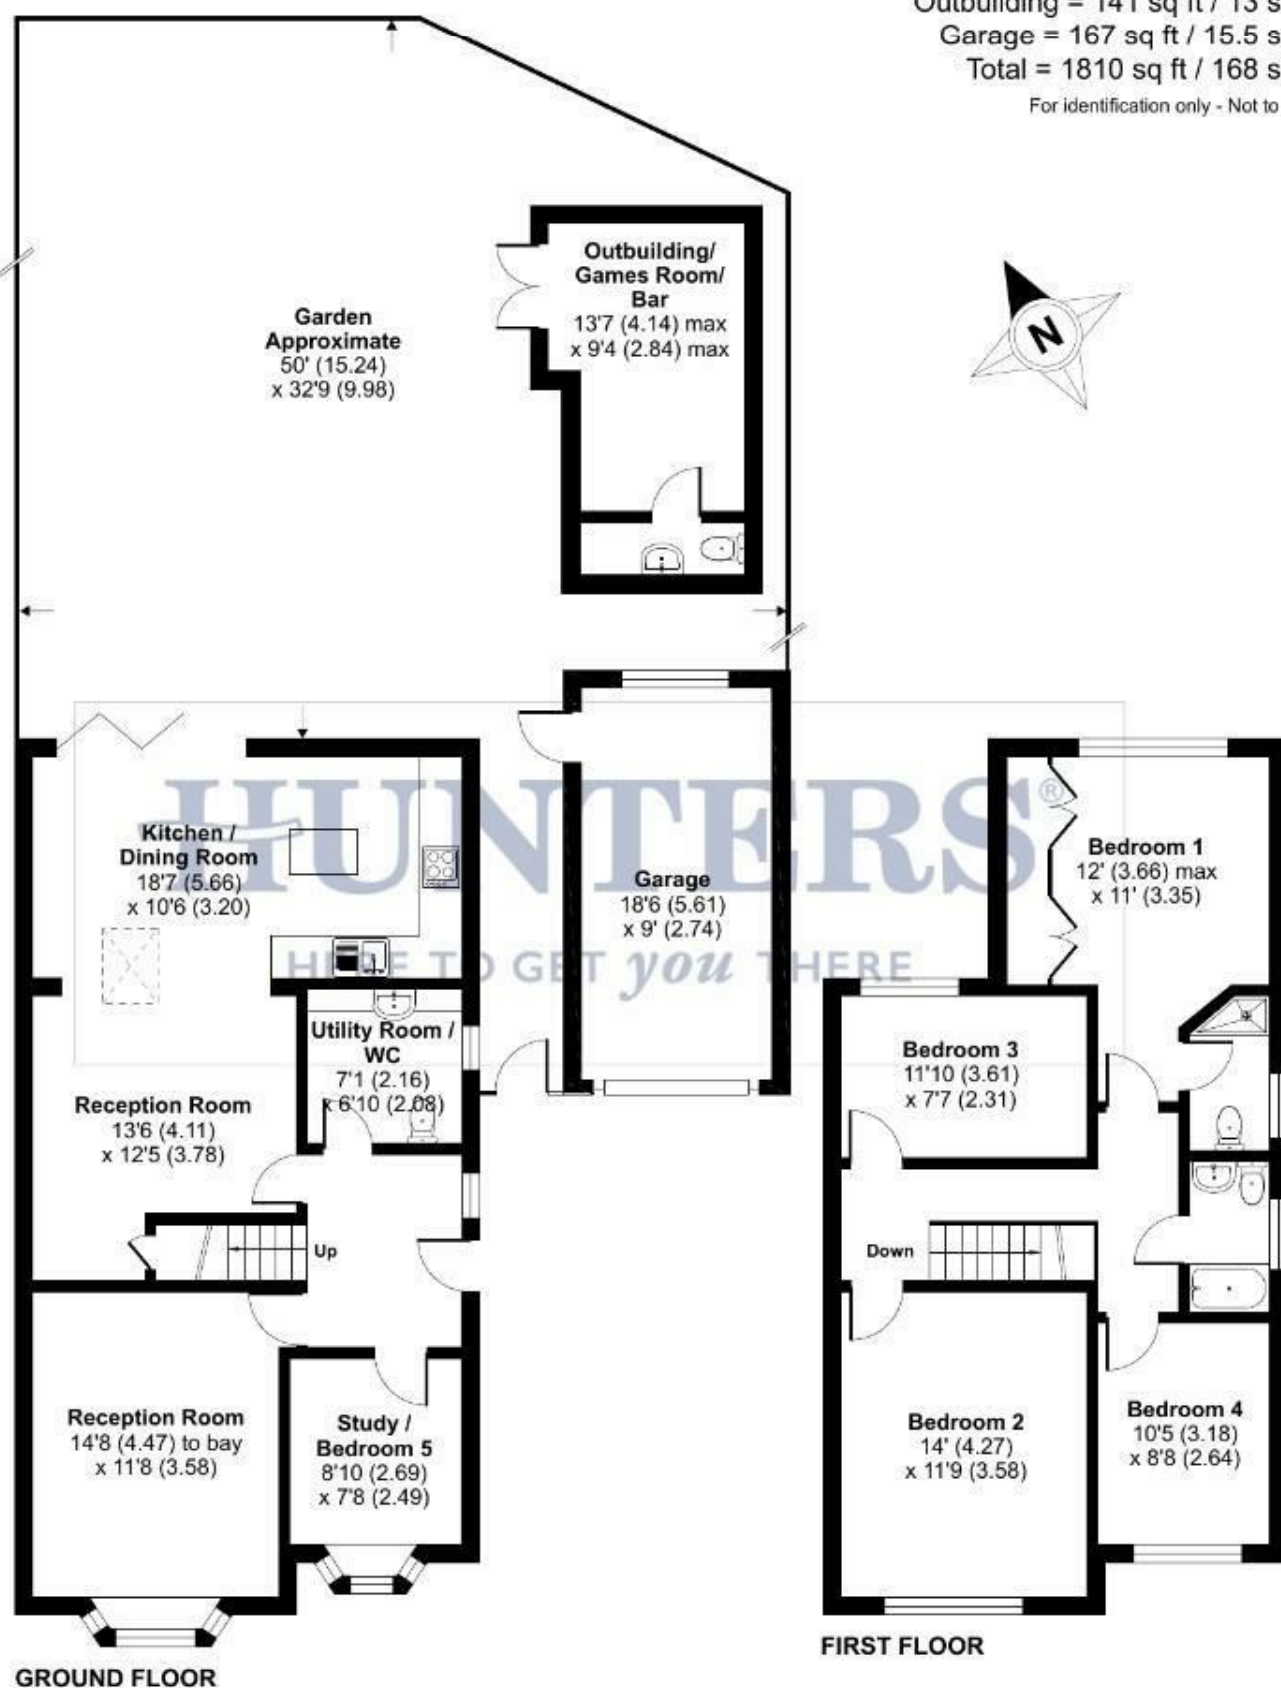 Outbuilding = 141 sq ft / 13 s
Garage = 167 sq ft / 15.5 s
Total = 1810 sq ft / 168 s
For identification only - Not to
Outbuilding/
Games Room/
Bar
13'7 (4.14) max
x 9'4 (2.84) max
Garden
Approximate
50' (15.24)
x 32'9 (9.98)
N
HUNTERS®
HERE TO GET you THERE
Kitchen /
Dining Room
18'7 (5.66)
x 10'6 (3.20)
Garage
18'6 (5.61)
x 9' (2.74)
Bedroom 1
12' (3.66) max
x 11' (3.35)
Utility Room /
WC
7'1 (2.16)
x 6'10 (2.08)
Bedroom 3
11'10 (3.61)
x 7'7 (2.31)
Reception Room
13'6 (4.11)
x 12'5 (3.78)
Up
Down
Reception Room
14'8 (4.47) to bay
x 11'8 (3.58)
Study /
Bedroom 5
8'10 (2.69)
x 7'8 (2.49)
Bedroom 2
14' (4.27)
x 11'9 (3.58)
Bedroom 4
10'5 (3.18)
x 8'8 (2.64)
FIRST FLOOR
GROUND FLOOR